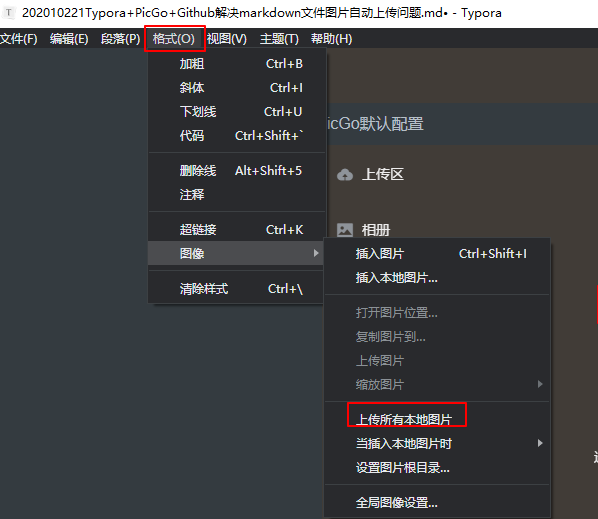 T 202010221Typora+PicGo+Github解决markdown文件图片自动上传问题.md• - Typora
文件(F) 编辑(E) 段落(P) 格式(O) 视图(V) 主题(T) 帮助(H)
加粗 Ctrl+B
斜体 Ctrl+I
下划线 Ctrl+U
代码 Ctrl+Shift+`
删除线 Alt+Shift+5
注释
超链接 Ctrl+K
图像
清除样式 Ctrl+\
icGo默认配置
上传区
相册
插入图片 Ctrl+Shift+I
插入本地图片...
打开图片位置...
复制图片到...
上传图片
缩放图片
上传所有本地图片
当插入本地图片时
设置图片根目录...
全局图像设置...